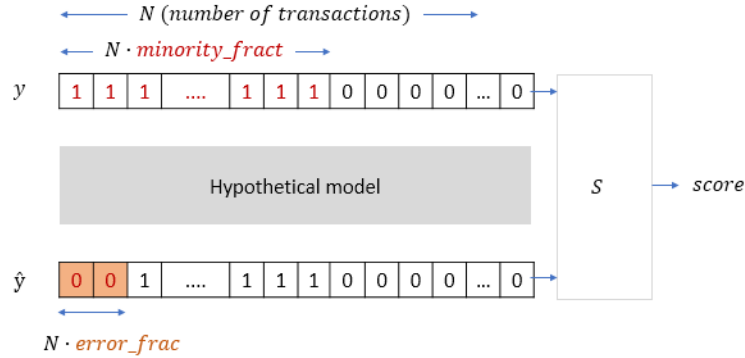 N (number of transactions)
N · minority_fract
y 1 1 1 .... 1 1 1 0 0 0 0 ... 0
Hypothetical model
S
score
ŷ 0 0 1 .... 1 1 1 0 0 0 0 ... 0
N · error_frac